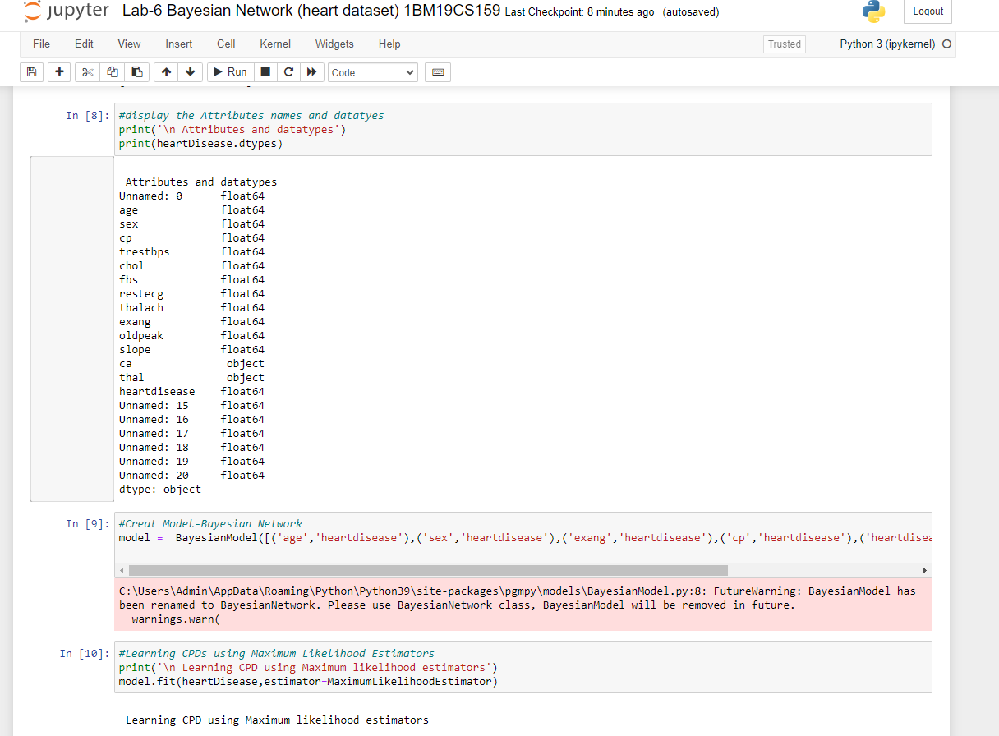 jupyter Lab-6 Bayesian Network (heart dataset) 1BM19CS159 Last Checkpoint: 8 minutes ago (autosaved) Logout
File Edit View Insert Cell Kernel Widgets Help Trusted Python 3 (ipykernel)
Run Code
In [8]: #display the Attributes names and datatyes
print('\n Attributes and datatypes')
print(heartDisease.dtypes)
Attributes and datatypes
Unnamed: 0 float64
age float64
sex float64
cp float64
trestbps float64
chol float64
fbs float64
restecg float64
thalach float64
exang float64
oldpeak float64
slope float64
ca object
thal object
heartdisease float64
Unnamed: 15 float64
Unnamed: 16 float64
Unnamed: 17 float64
Unnamed: 18 float64
Unnamed: 19 float64
Unnamed: 20 float64
dtype: object
In [9]: #Creat Model-Bayesian Network
model = BayesianModel([('age','heartdisease'),('sex','heartdisease'),('exang','heartdisease'),('cp','heartdisease'),('heartdisea
C:\Users\Admin\AppData\Roaming\Python\Python39\site-packages\pgmpy\models\BayesianModel.py:8: FutureWarning: BayesianModel has
been renamed to BayesianNetwork. Please use BayesianNetwork class, BayesianModel will be removed in future.
warnings.warn(
In [10]: #Learning CPDs using Maximum Likelihood Estimators
print('\n Learning CPD using Maximum likelihood estimators')
model.fit(heartDisease,estimator=MaximumLikelihoodEstimator)
Learning CPD using Maximum likelihood estimators